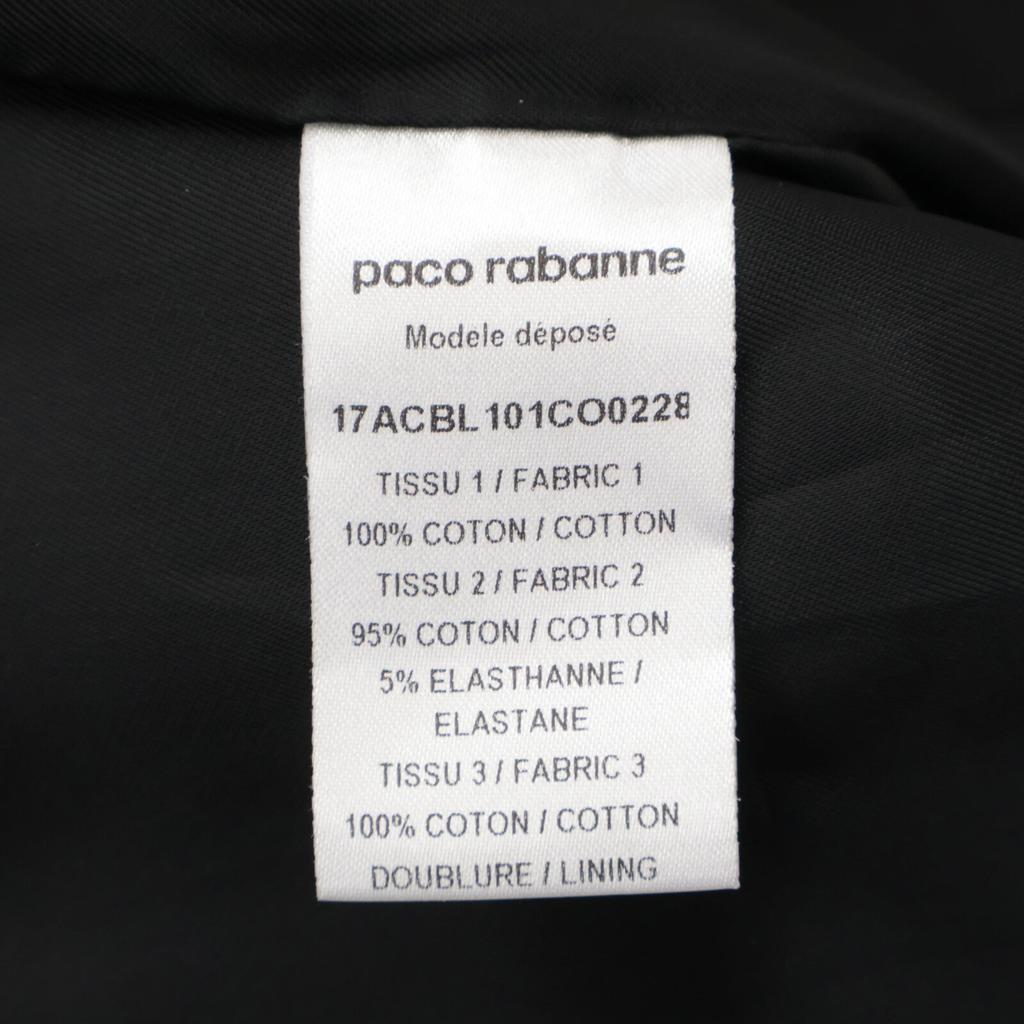 paco rabanne
Modele déposé
17ACBL101CO0228
TISSU 1 / FABRIC 1
100% COTON / COTTON
TISSU 2 / FABRIC 2
95% COTON / COTTON
5% ELASTHANNE /
ELASTANE
TISSU 3 / FABRIC 3
100% COTON / COTTON
DOUBLURE / LINING